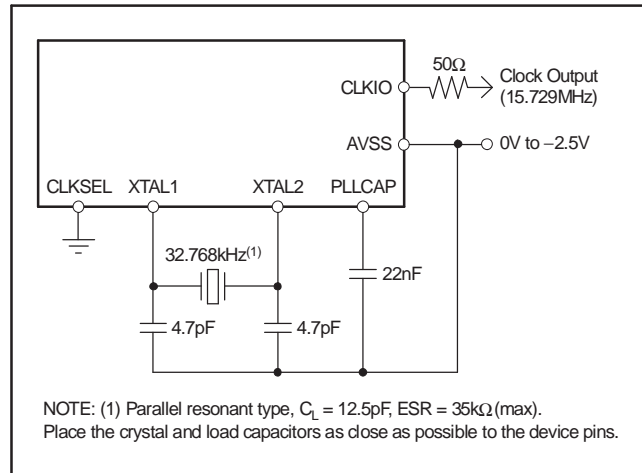 50Ω
CLKIO
Clock Output
(15.729MHz)
AVSS
0V to −2.5V
CLKSEL XTAL1 XTAL2 PLLCAP
32.768kHz(1)
22nF
4.7pF 4.7pF
NOTE: (1) Parallel resonant type, CL = 12.5pF, ESR = 35kΩ (max).
Place the crystal and load capacitors as close as possible to the device pins.